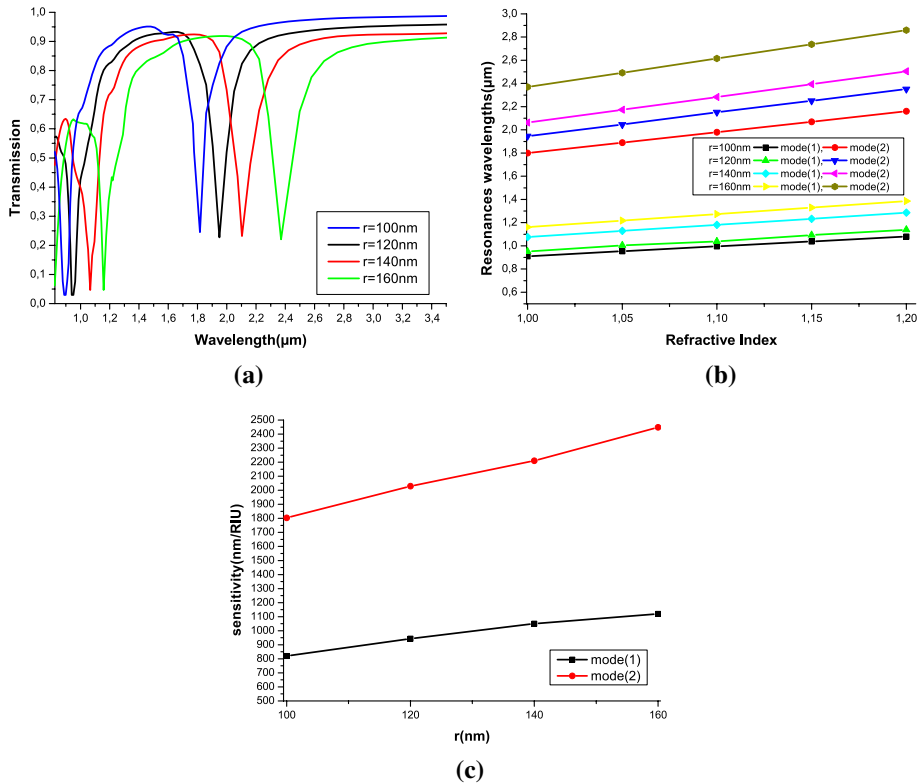 Transmission
1,0
0,9
0,8
0,7
0,6
0,5
0,4
0,3
0,2
0,1
0,0
1,0 1,2 1,4 1,6 1,8 2,0 2,2 2,4 2,6 2,8 3,0 3,2 3,4
Wavelength(µm)
r=100nm
r=120nm
r=140nm
r=160nm
(a)
Resonances wavelengths(µm)
3,0
2,8
2,6
2,4
2,2
2,0
1,8
1,6
1,4
1,2
1,0
0,8
0,6
1,00 1,05 1,10 1,15 1,20
Refractive Index
r=100nm mode(1), mode(2)
r=120nm mode(1), mode(2)
r=140nm mode(1), mode(2)
r=160nm mode(1), mode(2)
(b)
sensitivity(nm/RIU)
2500
2400
2300
2200
2100
2000
1900
1800
1700
1600
1500
1400
1300
1200
1100
1000
900
800
700
600
500
100 120 140 160
r(nm)
mode(1)
mode(2)
(c)